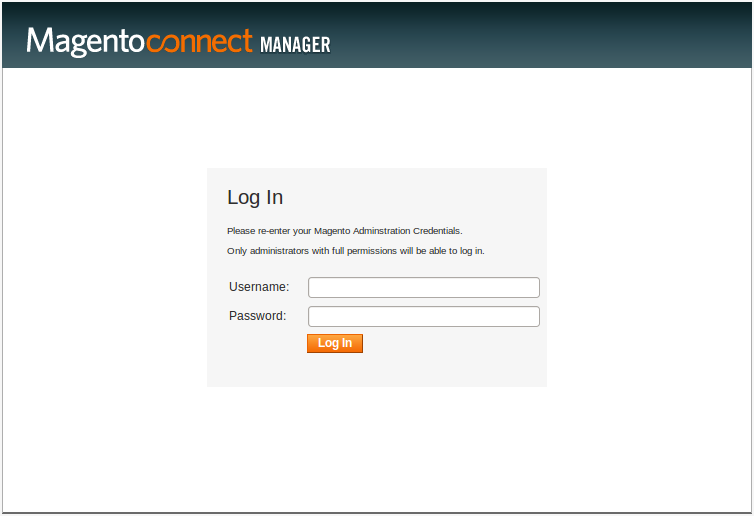 Magentoconnect MANAGER
Log In
Please re-enter your Magento Adminstration Credentials.
Only administrators with full permissions will be able to log in.
Username:
Password:
Log In